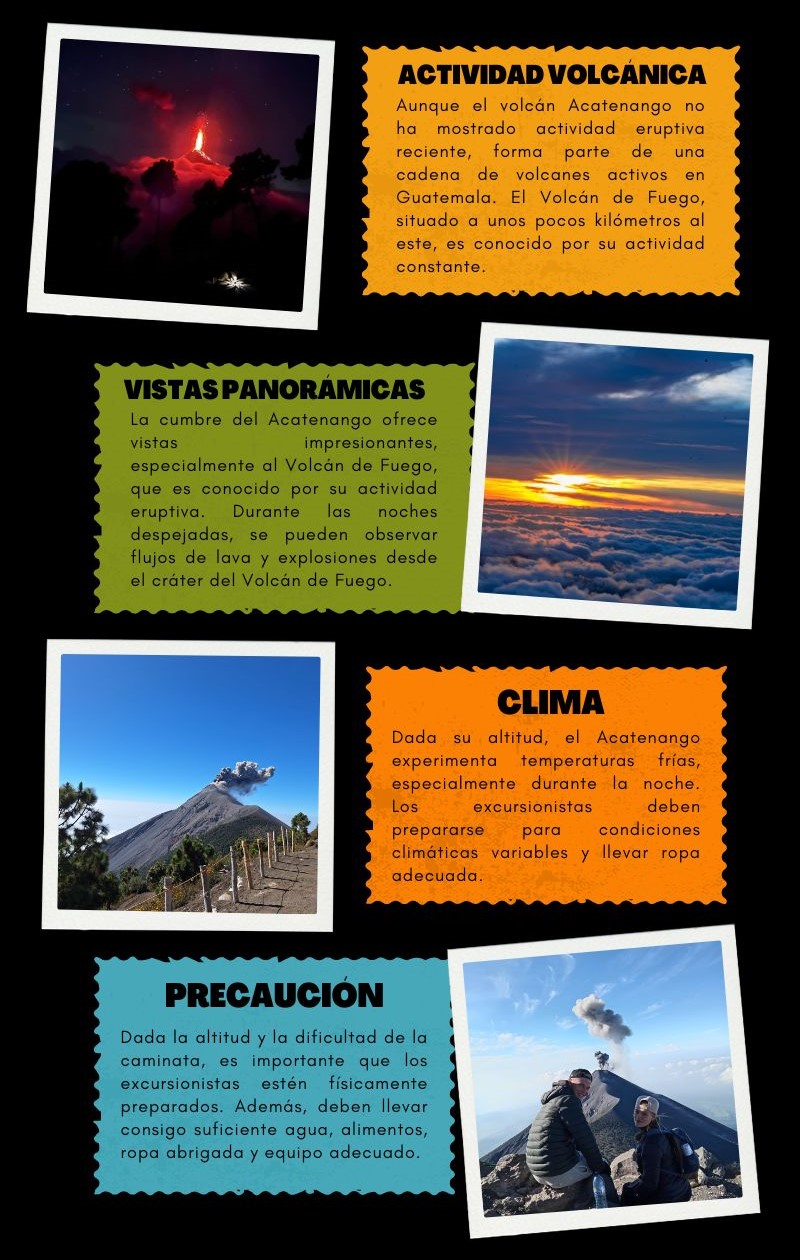 ACTIVIDAD VOLCÁNICA
Aunque el volcán Acatenango no
ha mostrado actividad eruptiva
reciente, forma parte de una
cadena de volcanes activos en
Guatemala. El Volcán de Fuego,
situado a unos pocos kilómetros al
este, es conocido por su actividad
constante.
VISTAS PANORÁMICAS
La cumbre del Acatenango ofrece
vistas impresionantes,
especialmente al Volcán de Fuego,
que es conocido por su actividad
eruptiva. Durante las noches
despejadas, se pueden observar
flujos de lava y explosiones desde
el cráter del Volcán de Fuego.
CLIMA
Dada su altitud, el Acatenango
experimenta temperaturas frías,
especialmente durante la noche.
Los excursionistas deben
prepararse para condiciones
climáticas variables y llevar ropa
adecuada.
PRECAUCIÓN
Dada la altitud y la dificultad de la
caminata, es importante que los
excursionistas estén físicamente
preparados. Además, deben llevar
consigo suficiente agua, alimentos,
ropa abrigada y equipo adecuado.